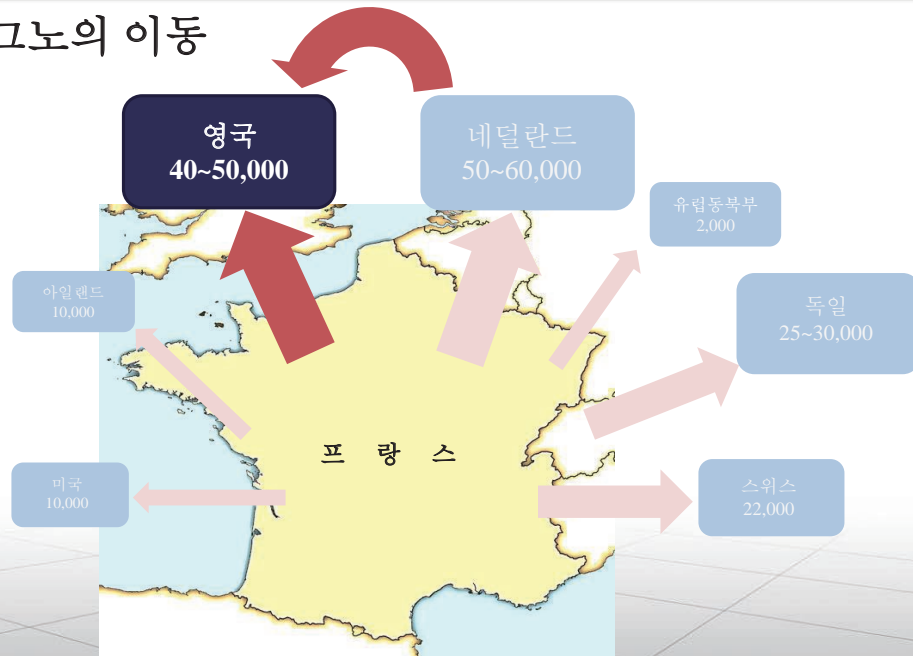 그노의 이동
영국
40~50,000
네덜란드
50~60,000
유럽동북부
2,000
아일랜드
10,000
독일
25~30,000
프 랑 스
미국
10,000
스위스
22,000